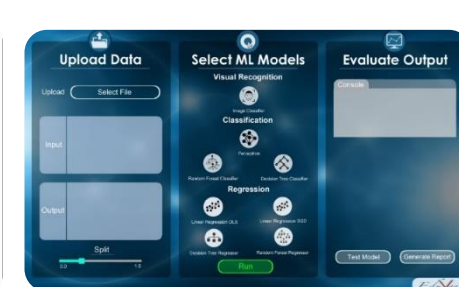 Upload Data
Upload
Select File
Input
Output
Split
0.0
1.0
Select ML Models
Visual Recognition
Image Classifier
Classification
Perceptron
Random Forest Classifier
Decision Tree Classifier
Regression
Linear Regression OLS
Linear Regression SGD
Decision Tree Regressor
Random Forest Regressor
Run
Evaluate Output
Console
Test Model
Generate Report